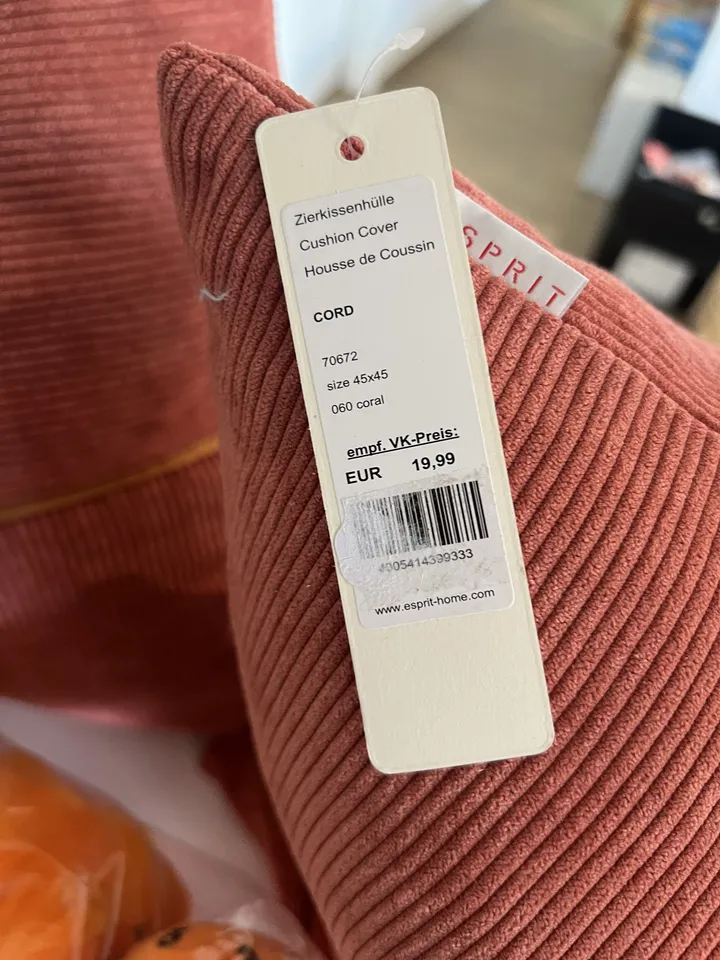 Zierkissenhülle
Cushion Cover
Housse de Coussin
CORD
70672
size 45x45
060 coral
empf. VK-Preis:
EUR 19,99
4005414399333
www.esprit-home.com
SPRIT